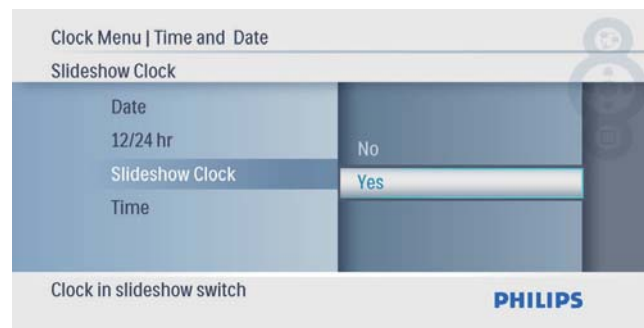 Clock Menu | Time and Date
Slideshow Clock
Date
12/24 hr
Slideshow Clock
Time
No
Yes
Clock in slideshow switch
PHILIPS